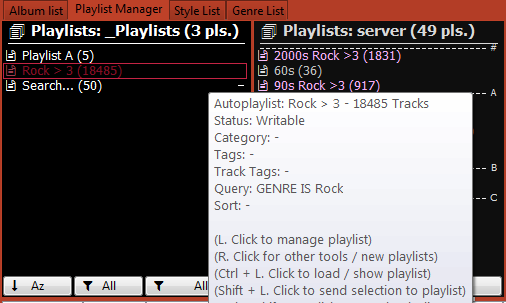 Album list
Playlist Manager
Style List
Genre List
Playlists: _Playlists (3 pls.)
Playlist A (5)
Rock > 3 (18485)
Search... (50)
Playlists: server (49 pls.)
#
2000s Rock >3 (1831)
60s (36)
90s Rock >3 (917)
A
B
C
Autoplaylist: Rock > 3 - 18485 Tracks
Status: Writable
Category: -
Tags: -
Track Tags: -
Query: GENRE IS Rock
Sort: -
(L. Click to manage playlist)
(R. Click for other tools / new playlists)
(Ctrl + L. Click to load / show playlist)
(Shift + L. Click to send selection to playlist)
Az
All
All